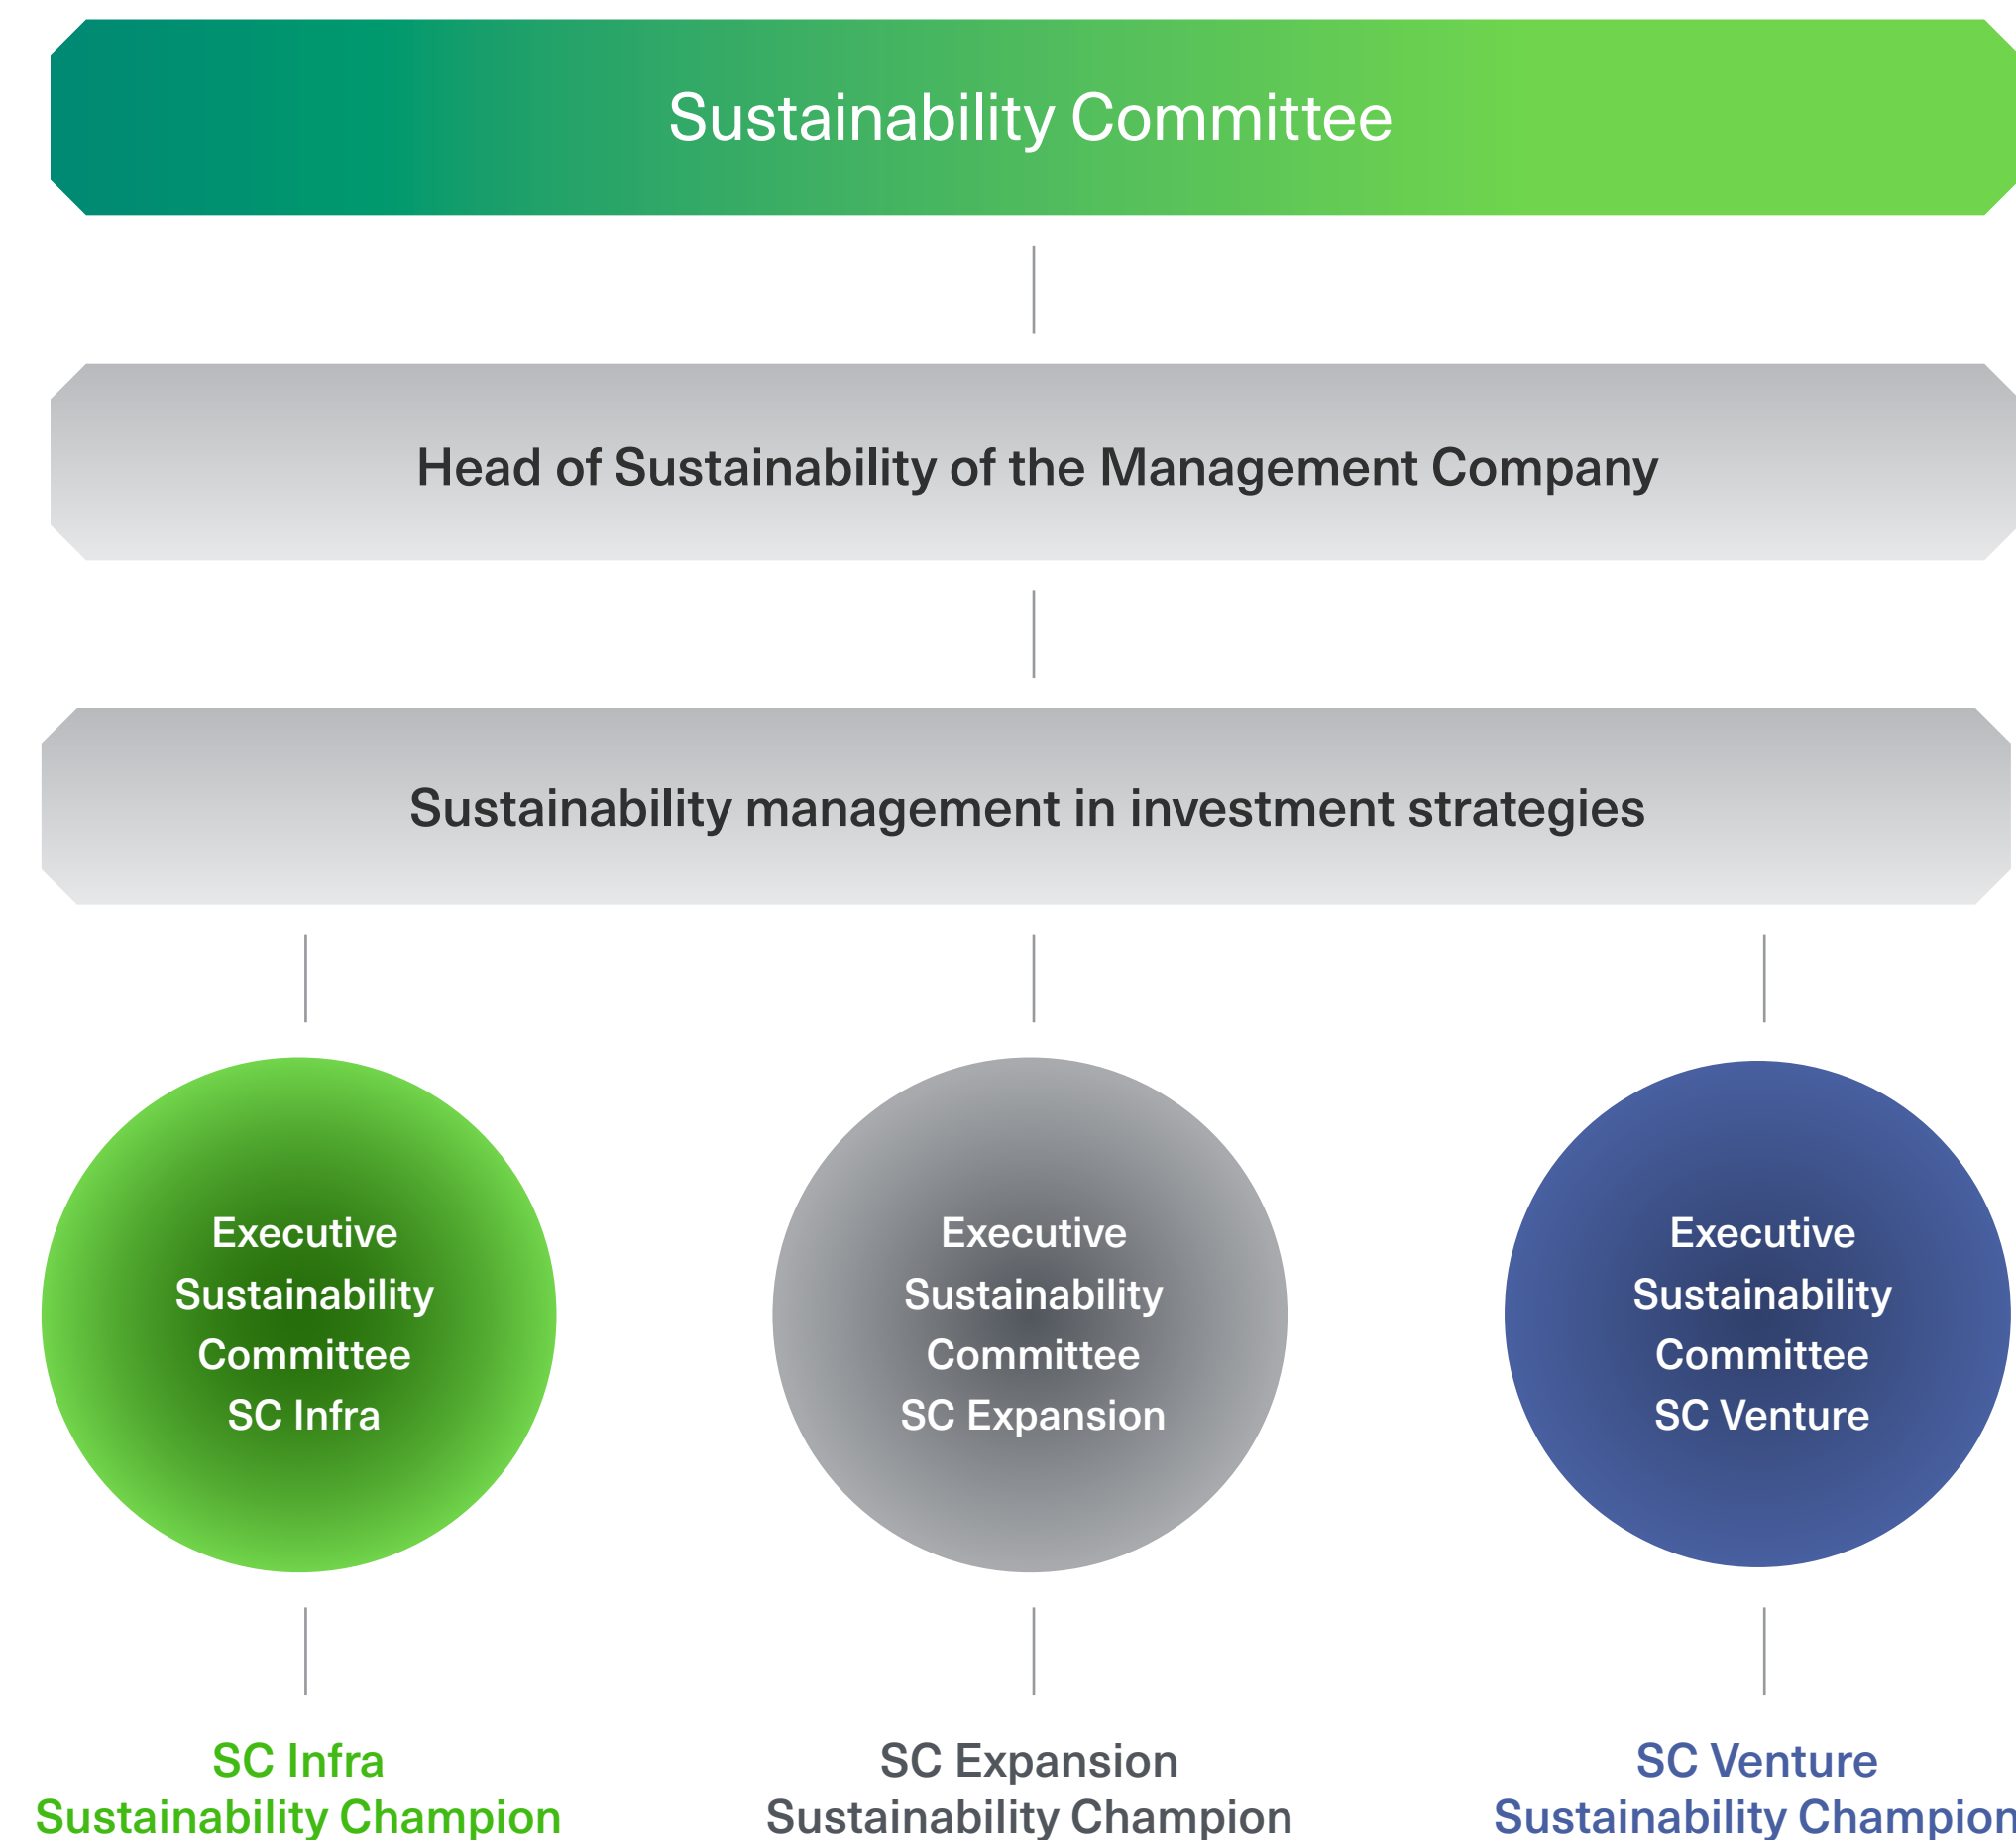 Sustainability Committee
Head of Sustainability of the Management Company
Sustainability management in investment strategies
Executive
Sustainability
Committee
SC Infra
Executive
Sustainability
Committee
SC Expansion
Executive
Sustainability
Committee
SC Venture
SC Infra
Sustainability Champion
SC Expansion
Sustainability Champion
SC Venture
Sustainability Champion